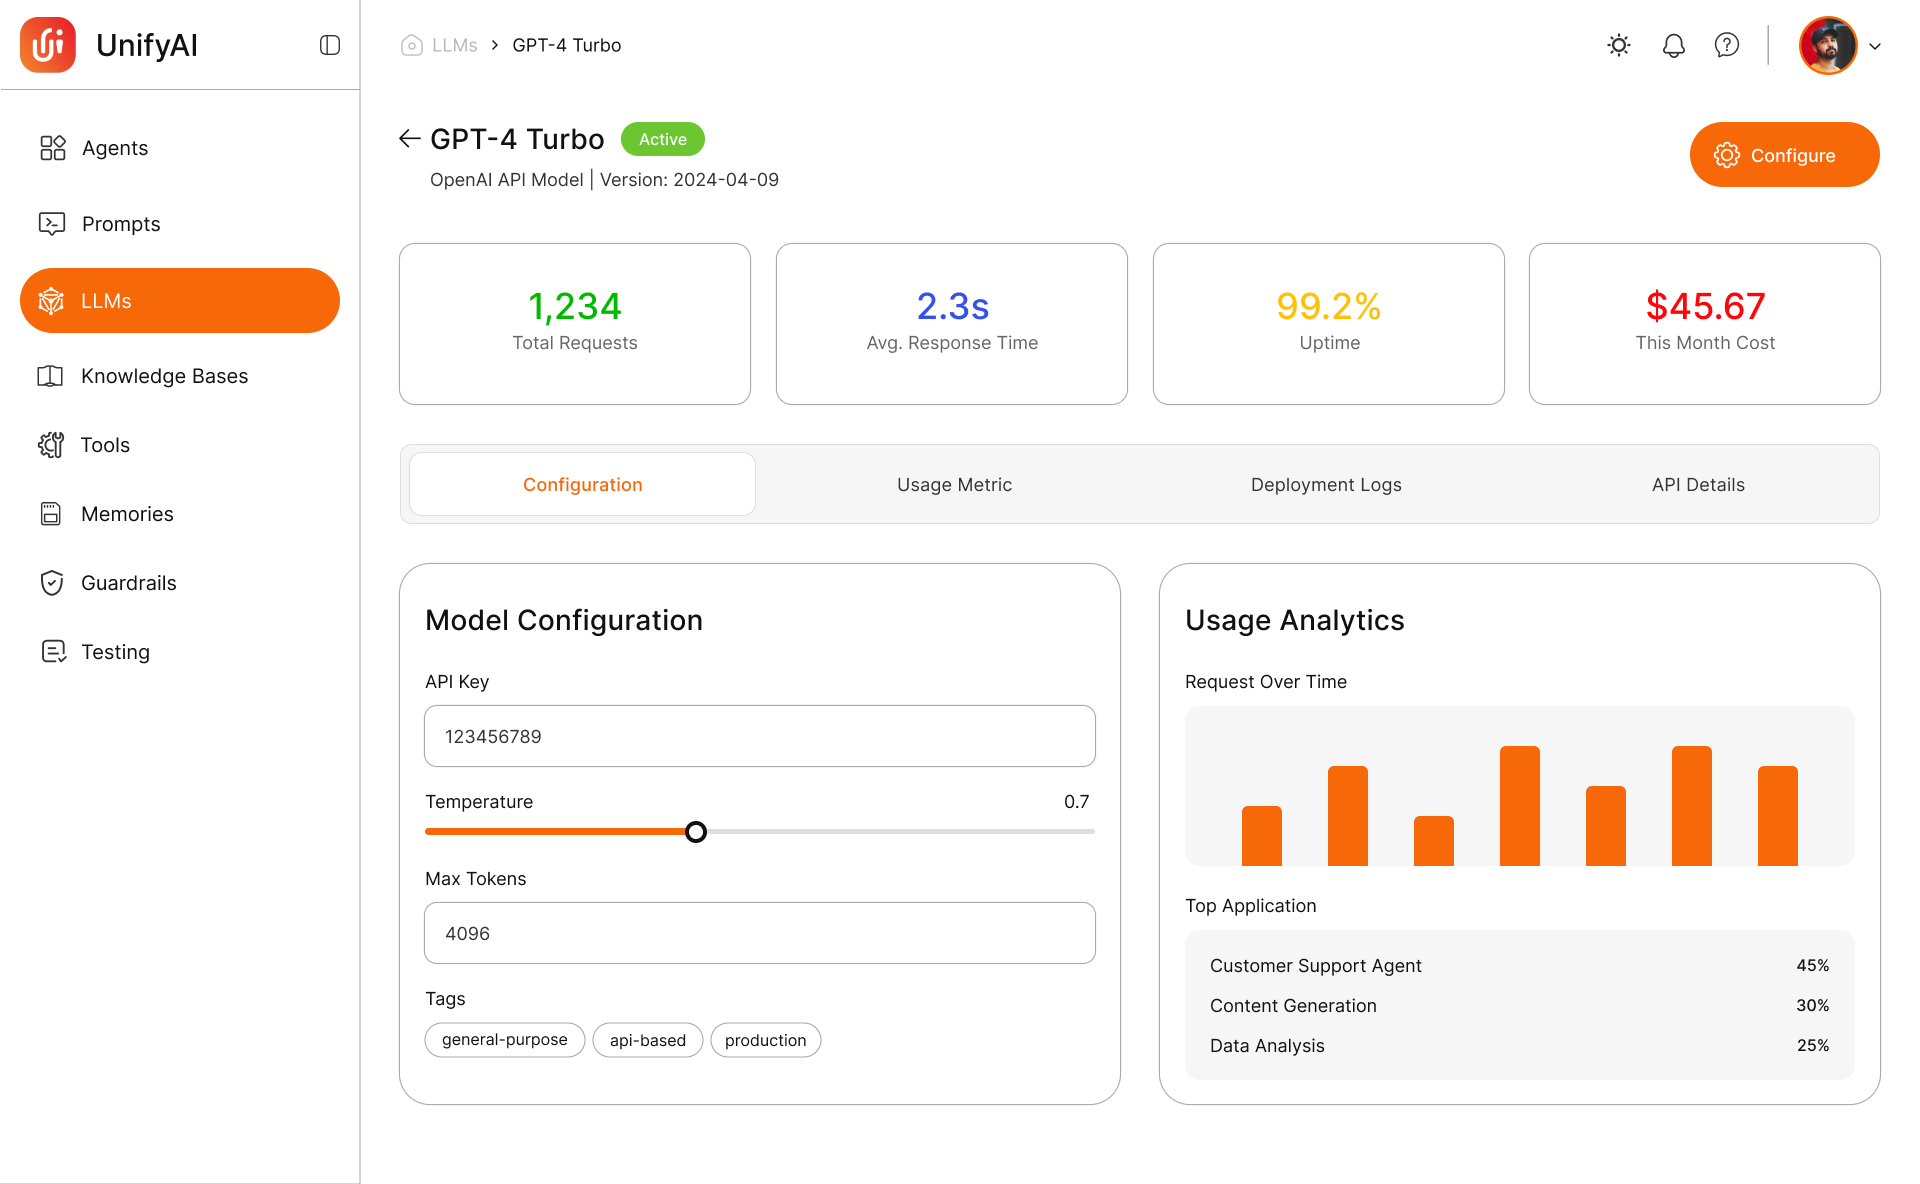 UnifyAI
LLMs
GPT-4 Turbo
Agents
Prompts
LLMs
Knowledge Bases
Tools
Memories
Guardrails
Testing
GPT-4 Turbo
Active
OpenAI API Model | Version: 2024-04-09
Configure
1,234
Total Requests
2.3s
Avg. Response Time
99.2%
Uptime
$45.67
This Month Cost
Configuration
Usage Metric
Deployment Logs
API Details
Model Configuration
API Key
123456789
Temperature
0.7
Max Tokens
4096
Tags
general-purpose
api-based
production
Usage Analytics
Request Over Time
Top Application
Customer Support Agent
45%
Content Generation
30%
Data Analysis
25%